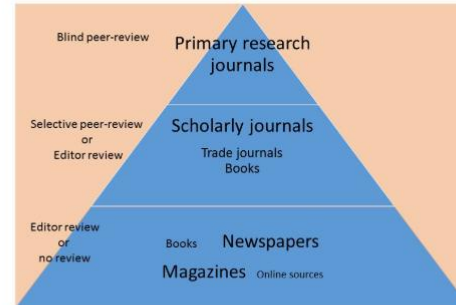 Blind peer-review
Primary research
journals
Selective peer-review
or
Editor review
Scholarly journals
Trade journals
Books
Editor review
or
no review
Books Newspapers
Magazines Online sources